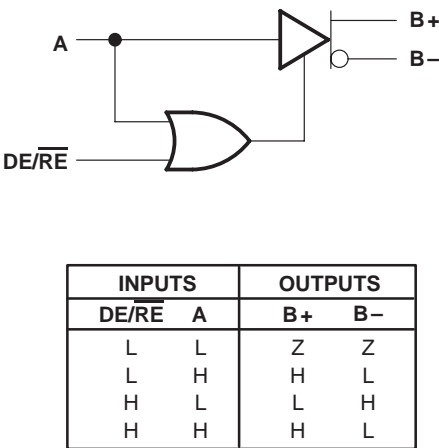 A
B+
B–
DE/RE
INPUTS OUTPUTS
DE/RE A B+ B–
L L Z Z
L H H L
H L L H
H H H L